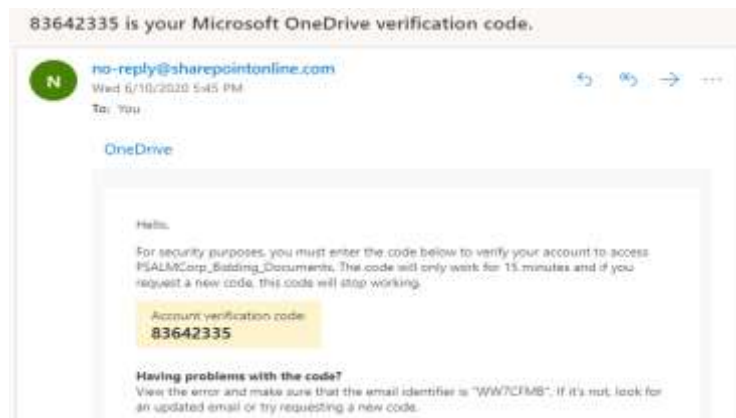 83642335 is your Microsoft OneDrive verification code.
N
no-reply@sharepointonline.com
Wed 6/10/2020 5:45 PM
To: You
OneDrive
Hello,
For security purposes, you must enter the code below to verify your account to access
PSALMCorp_Bidding_Documents. The code will only work for 15 minutes and if you
request a new code, this code will stop working.
Account verification code:
83642335
Having problems with the code?
View the error and make sure that the email identifier is "WW7CFMB". If it's not, look for
an updated email or try requesting a new code.